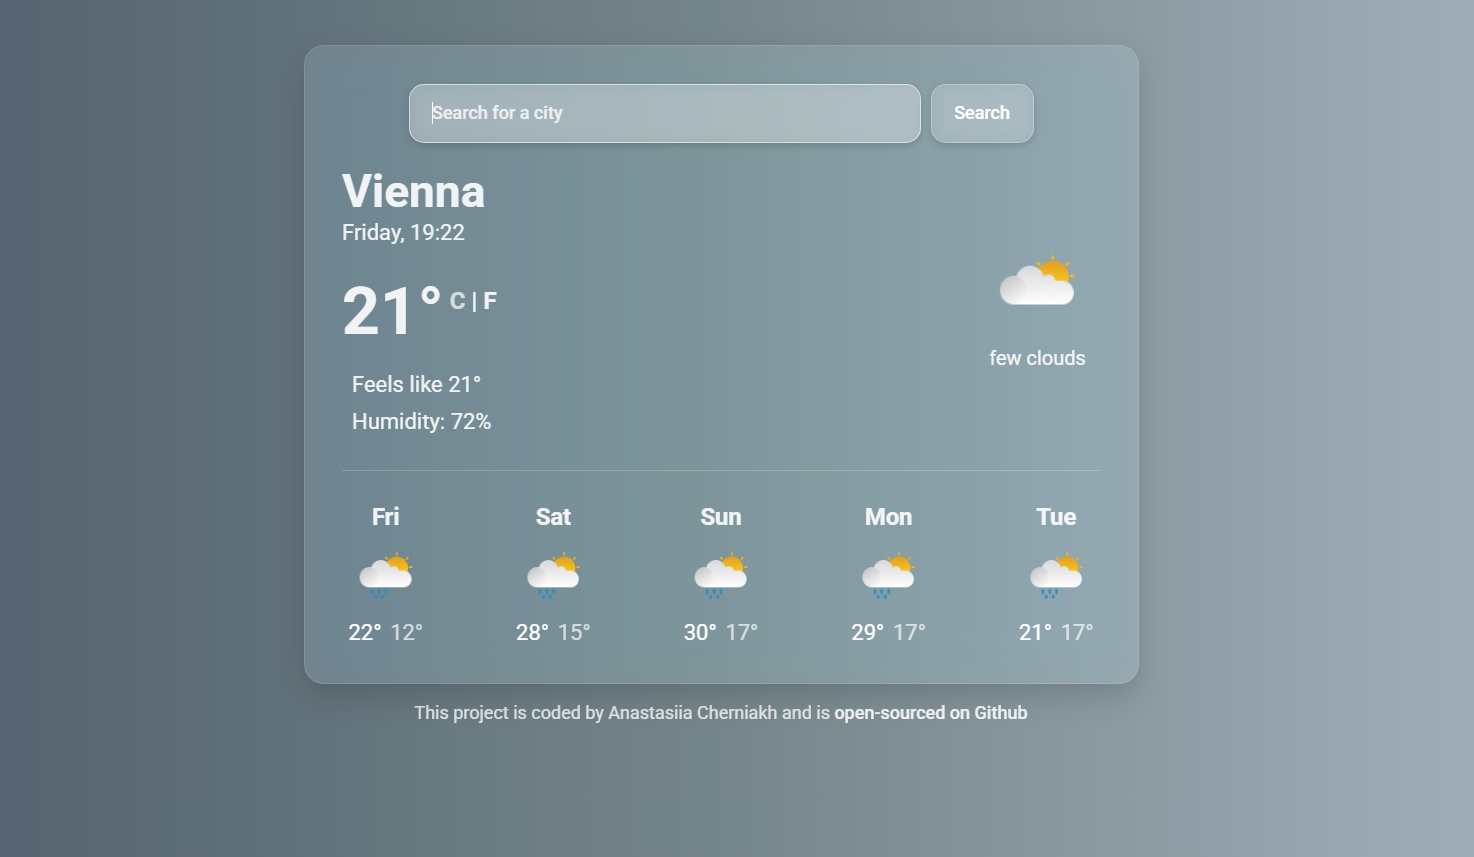 Search for a city
Search
Vienna
Friday, 19:22
21° C | F
few clouds
Feels like 21°
Humidity: 72%
Fri Sat Sun Mon Tue
22° 12° 28° 15° 30° 17° 29° 17° 21° 17°
This project is coded by Anastasiia Cherniakh and is open-sourced on Github